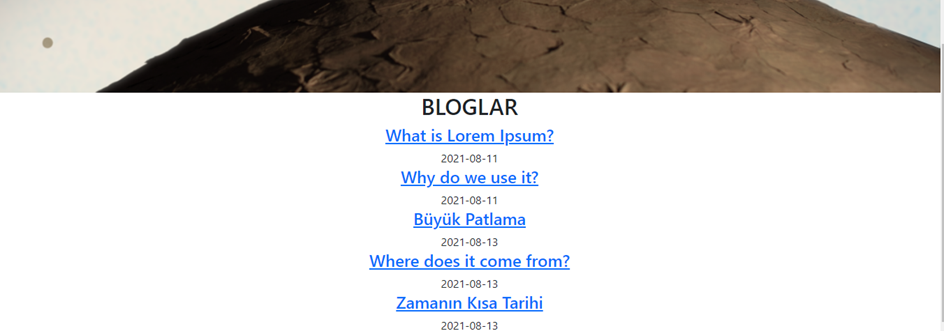 BLOGLAR
What is Lorem Ipsum?
2021-08-11
Why do we use it?
2021-08-11
Büyük Patlama
2021-08-13
Where does it come from?
2021-08-13
Zamanın Kısa Tarihi
2021-08-13